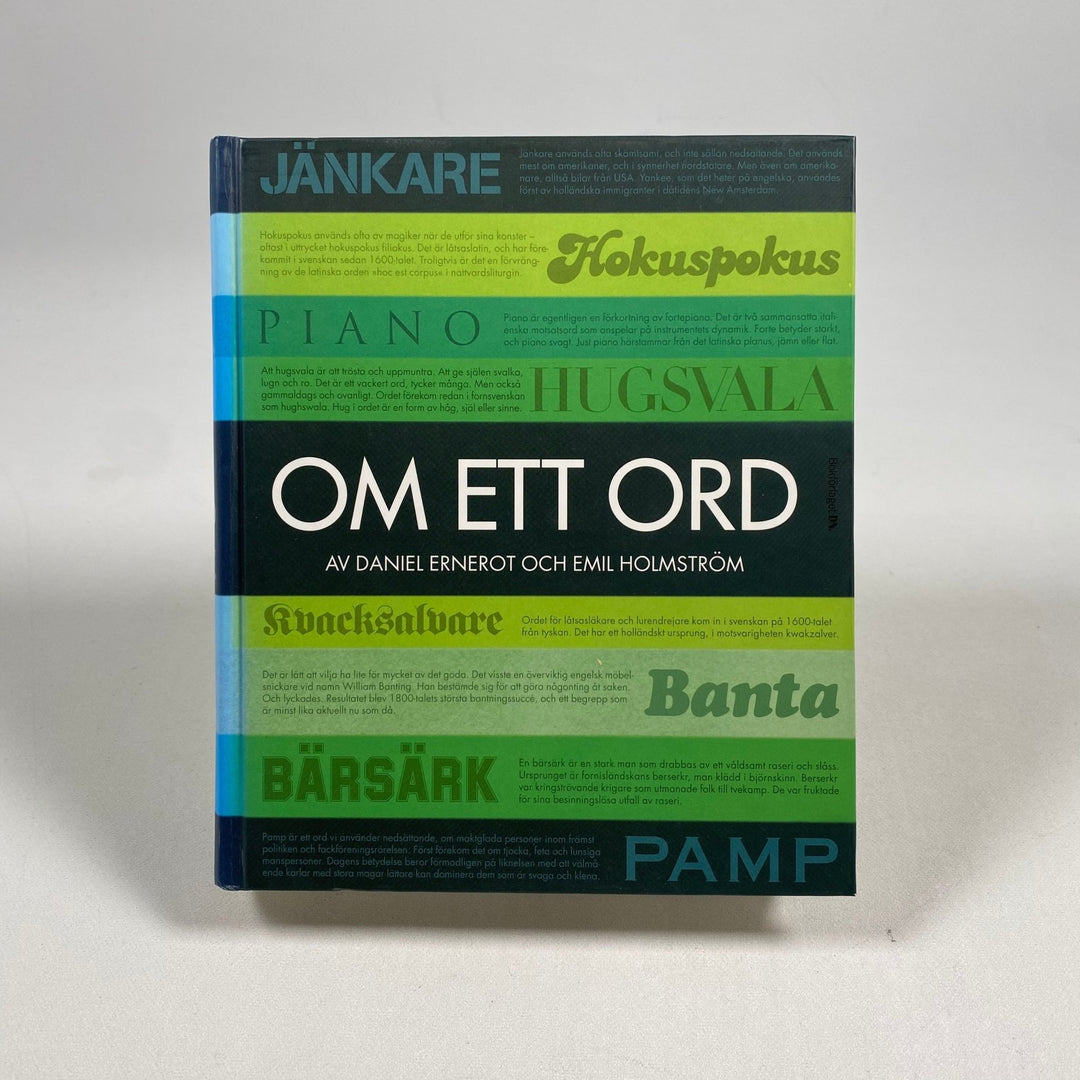 JÄNKARE
Jänkare används ofta skämtsamt, och inte sällan nedsättande. Det används
mest om amerikaner, och i synnerhet nordstatare. Men även om amerika-
nare, alltså bilar från USA. Yankee, som det heter på engelska, användes
först av holländska immigranter i dåtidens New Amsterdam.
Hokuspokus används ofta av magiker när de utför sina konster –
oftast i uttrycket hokuspokus filiokus. Det är låtsaslatin, och har före-
kommit i svenskan sedan 1600-talet. Troligtvis är det en förvräng-
ning av de latinska orden »hoc est corpus« i nattvardsliturgin.
Hokuspokus
PIANO
Piano är egentligen en förkortning av fortepiano. Det är två sammansatta itali-
enska motsatsord som anspelar på instrumentets dynamik. Forte betyder starkt,
och piano svagt. Just piano härstammar från det latinska planus, jämn eller flat.
Att hugsvala är att trösta och uppmuntra. Att ge själen svalka,
lugn och ro. Det är ett vackert ord, tycker många. Men också
gammaldags och ovanligt. Ordet förekom redan i fornsvenskan
som hughswala. Hug i ordet är en form av håg, själ eller sinne.
HUGSVALA
OM ETT ORD
AV DANIEL ERNEROT OCH EMIL HOLMSTRÖM
Bokförlaget DN
Kvacksalvare
Ordet för låtsasläkare och lurendrejare kom in i svenskan på 1600-talet
från tyskan. Det har ett holländskt ursprung, i motsvarigheten kwakzalver.
Det är lätt att vilja ha lite för mycket av det goda. Det visste en överviktig engelsk möbel-
snickare vid namn William Banting. Han bestämde sig för att göra någonting åt saken.
Och lyckades. Resultatet blev 1800-talets största bantningssuccé, och ett begrepp som
är minst lika aktuellt nu som då.
Banta
BÄRSÄRK
En bärsärk är en stark man som drabbas av ett våldsamt raseri och slåss.
Ursprunget är fornisländskans berserkr, man klädd i björnskinn. Berserkr
var kringströvande krigare som utmanade folk till tvekamp. De var fruktade
för sina besinningslösa utfall av raseri.
Pamp är ett ord vi använder nedsättande, om maktglada personer inom främst
politiken och fackföreningsrörelsen. Först förekom det om tjocka, feta och lunsiga
manspersoner. Dagens betydelse beror förmodligen på liknelsen med att välmå-
ende karlar med stora magar lättare kan dominera dem som är svaga och klena.
PAMP